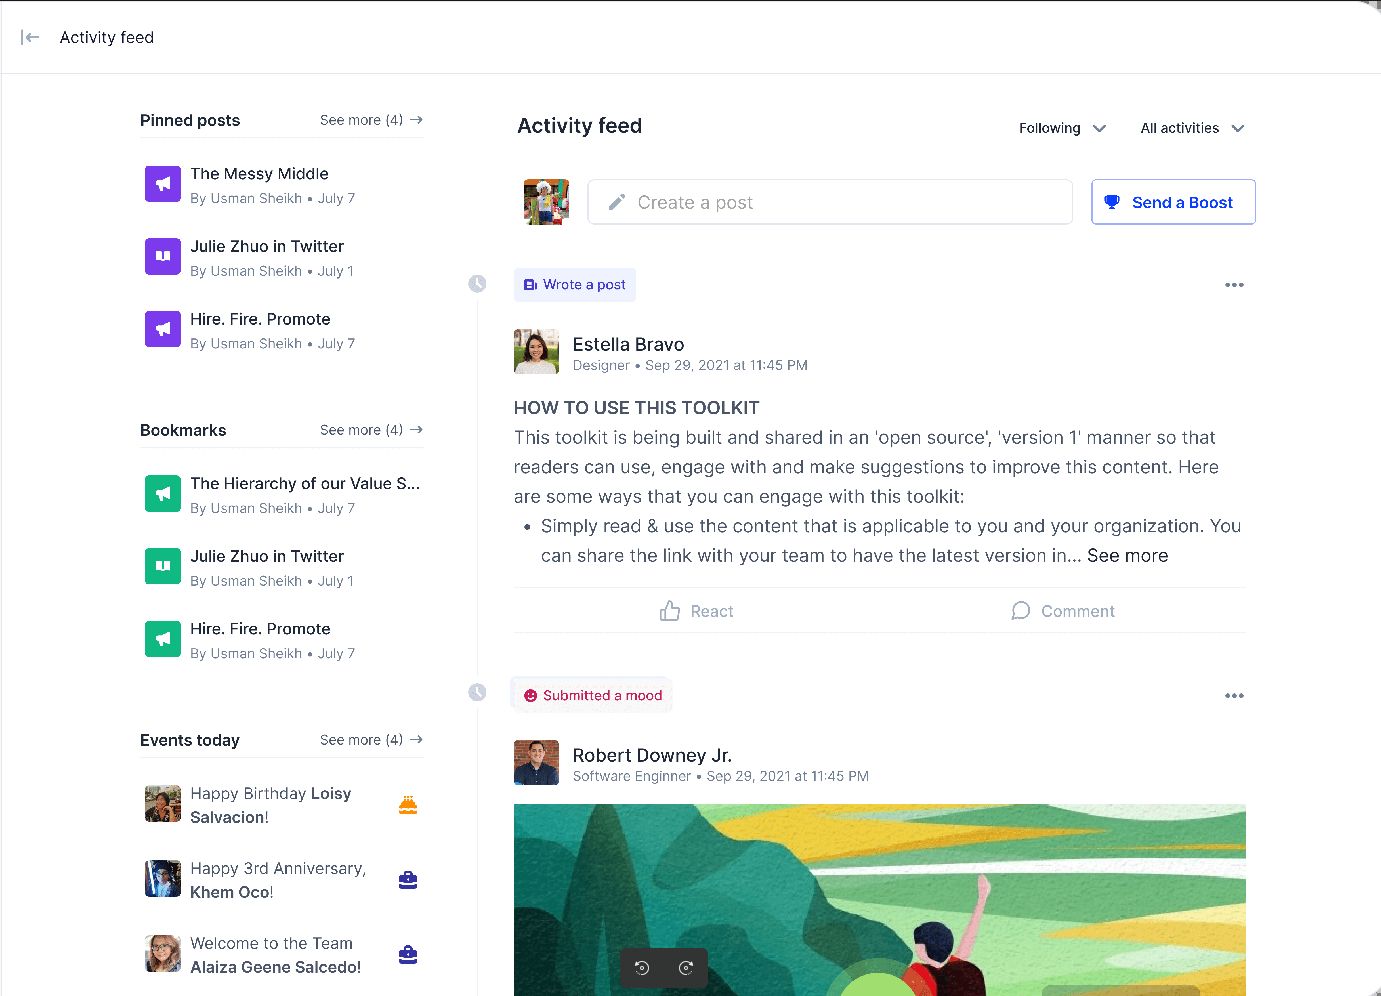 Activity feed
Pinned posts
See more (4)
The Messy Middle
By Usman Sheikh • July 7
Julie Zhuo in Twitter
By Usman Sheikh • July 1
Hire. Fire. Promote
By Usman Sheikh • July 7
Bookmarks
See more (4)
The Hierarchy of our Value S...
By Usman Sheikh • July 7
Julie Zhuo in Twitter
By Usman Sheikh • July 1
Hire. Fire. Promote
By Usman Sheikh • July 7
Events today
See more (4)
Happy Birthday Loisy
Salvacion!
Happy 3rd Anniversary,
Khem Oco!
Welcome to the Team
Alaiza Geene Salcedo!
Activity feed
Following
All activities
Create a post
Send a Boost
Wrote a post
Estella Bravo
Designer • Sep 29, 2021 at 11:45 PM
HOW TO USE THIS TOOLKIT
This toolkit is being built and shared in an 'open source', 'version 1' manner so that
readers can use, engage with and make suggestions to improve this content. Here
are some ways that you can engage with this toolkit:
• Simply read & use the content that is applicable to you and your organization. You
can share the link with your team to have the latest version in... See more
React
Comment
Submitted a mood
Robert Downey Jr.
Software Enginner • Sep 29, 2021 at 11:45 PM